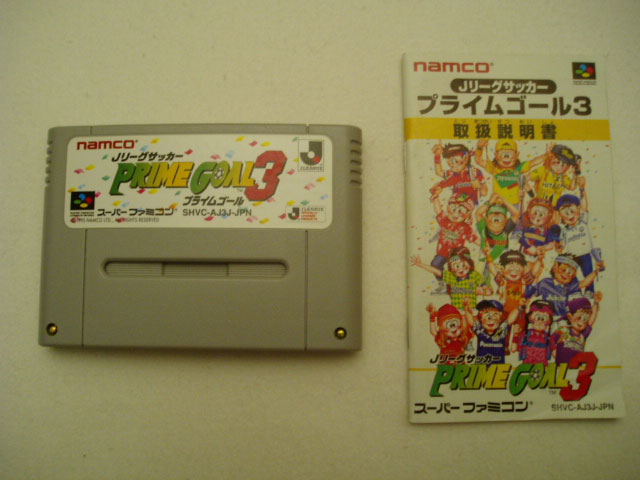 namco
Jリーグサッカー
PRIME GOAL 3
プライムゴール
スーパーファミコン SHVC-AJ3J-JPN
J.LEAGUE
namco
Jリーグサッカー
プライムゴール3
取扱説明書
Jリーグサッカー
PRIME GOAL 3
TM
スーパーファミコン
SHVC-AJ3J-JPN